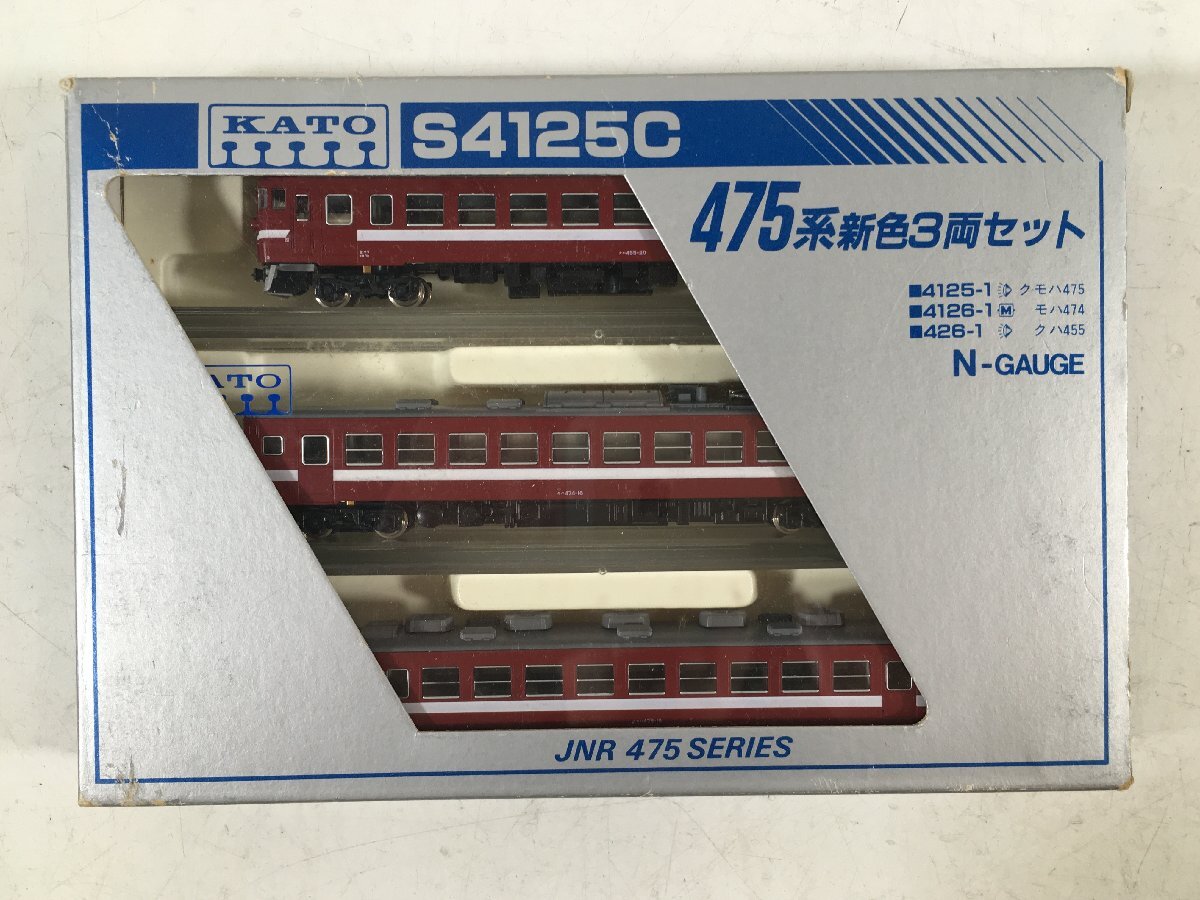 KATO
S4125C
475系新色3両セット
■4125-1 クモハ475
■4126-1 M モハ474
■426-1 クハ455
N-GAUGE
ATO
JNR 475 SERIES